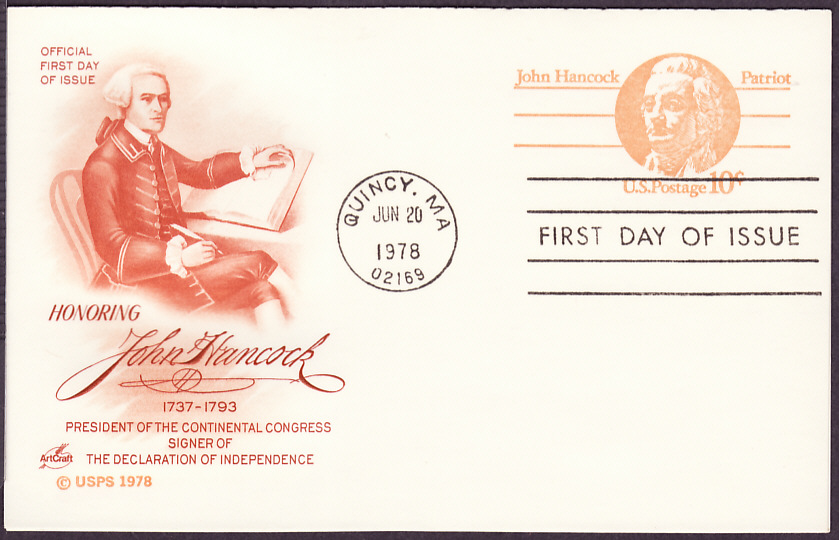 OFFICIAL
FIRST DAY
OF ISSUE
John Hancock Patriot
U.S. Postage 10¢
QUINCY, MA
JUN 20
1978
02169
FIRST DAY OF ISSUE
HONORING
John Hancock
1737-1793
PRESIDENT OF THE CONTINENTAL CONGRESS
SIGNER OF
THE DECLARATION OF INDEPENDENCE
ArtCraft
© USPS 1978